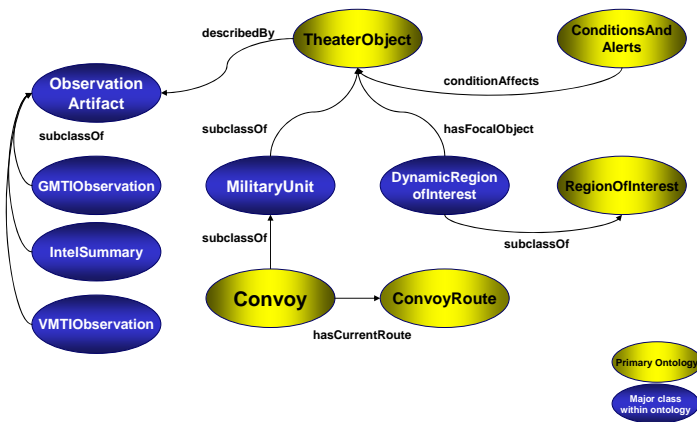 describedBy
TheaterObject
ConditionsAnd
Alerts
conditionAffects
Observation
Artifact
subclassOf
subclassOf
hasFocalObject
GMTIObservation
MilitaryUnit
DynamicRegion
ofInterest
RegionOfInterest
subclassOf
subclassOf
IntelSummary
Convoy
ConvoyRoute
VMTIObservation
hasCurrentRoute
Primary Ontology
Major class
within ontology